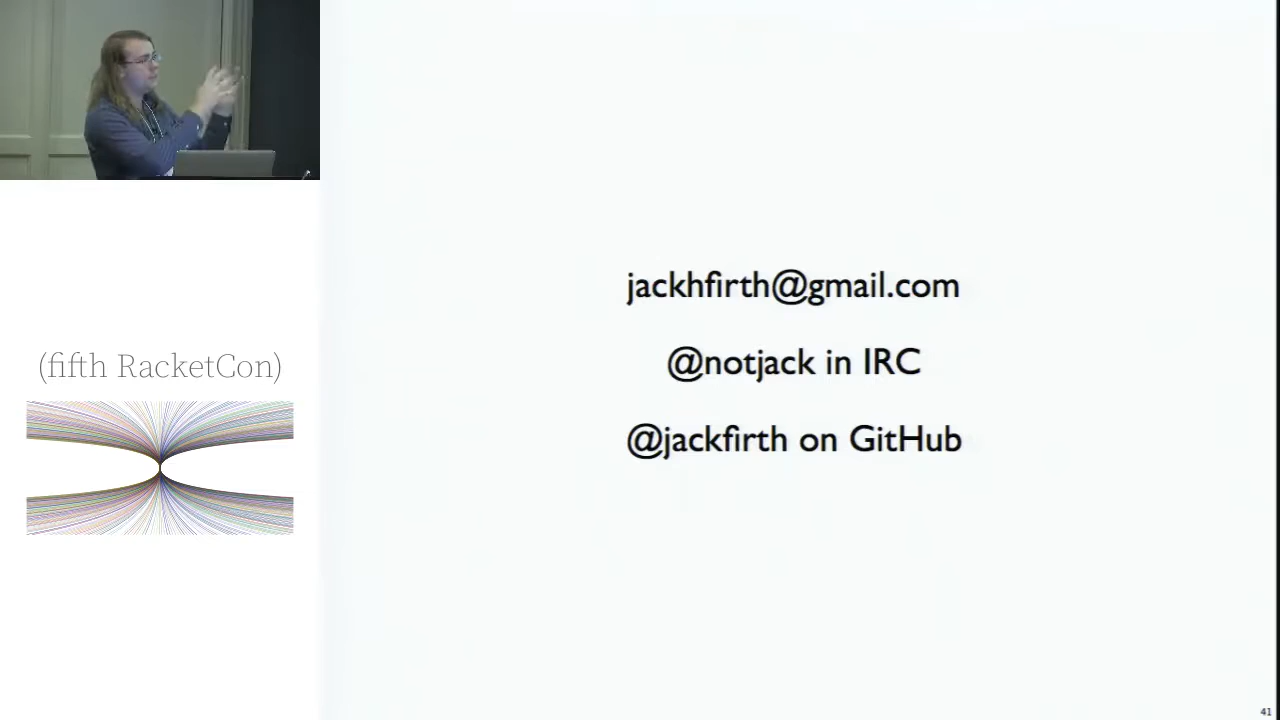 jackhfirth@gmail.com
@notjack in IRC
@jackfirth on GitHub
(fifth RacketCon)
41